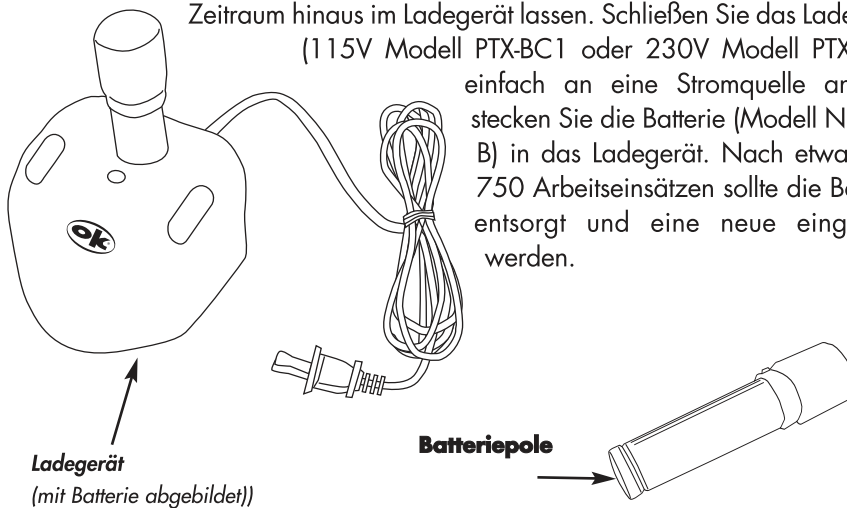 Zeitraum hinaus im Ladegerät lassen. Schließen Sie das Lade
(115V Modell PTX-BC1 oder 230V Modell PTX
einfach an eine Stromquelle an
stecken Sie die Batterie (Modell N
B) in das Ladegerät. Nach etwa
750 Arbeitseinsätzen sollte die B
entsorgt und eine neue eing
werden.
ok
Batteriepole
Ladegerät
(mit Batterie abgebildet))